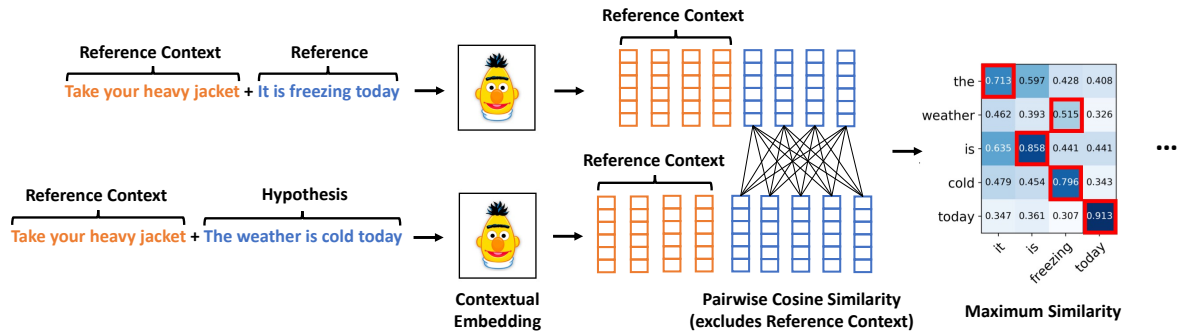 Reference Context
Reference Context Reference
Take your heavy jacket + It is freezing today
Reference Context
Reference Context Hypothesis
Take your heavy jacket + The weather is cold today
Contextual
Embedding
Pairwise Cosine Similarity
(excludes Reference Context)
the 0.713 0.597 0.428 0.408
weather 0.462 0.393 0.515 0.326
is 0.635 0.858 0.441 0.441
cold 0.479 0.454 0.796 0.343
today 0.347 0.361 0.307 0.913
it is freezing today
Maximum Similarity
...